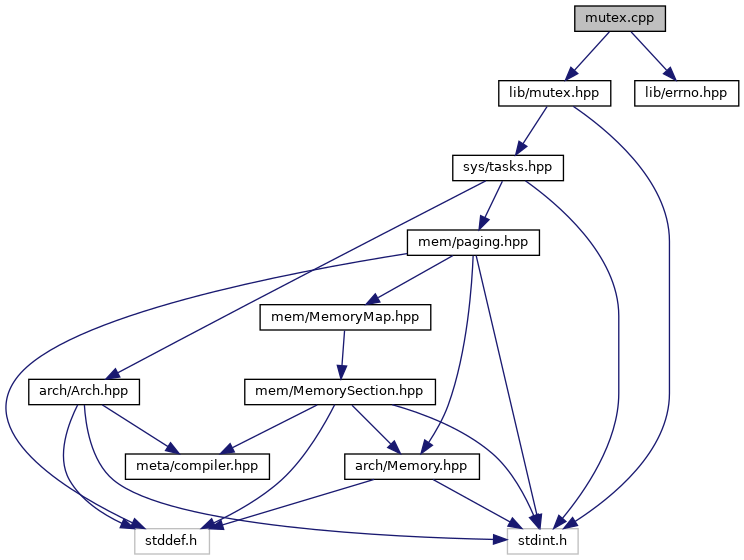 mutex.cpp
lib/mutex.hpp
lib/errno.hpp
sys/tasks.hpp
mem/paging.hpp
mem/MemoryMap.hpp
arch/Arch.hpp
mem/MemorySection.hpp
meta/compiler.hpp
arch/Memory.hpp
stddef.h
stdint.h